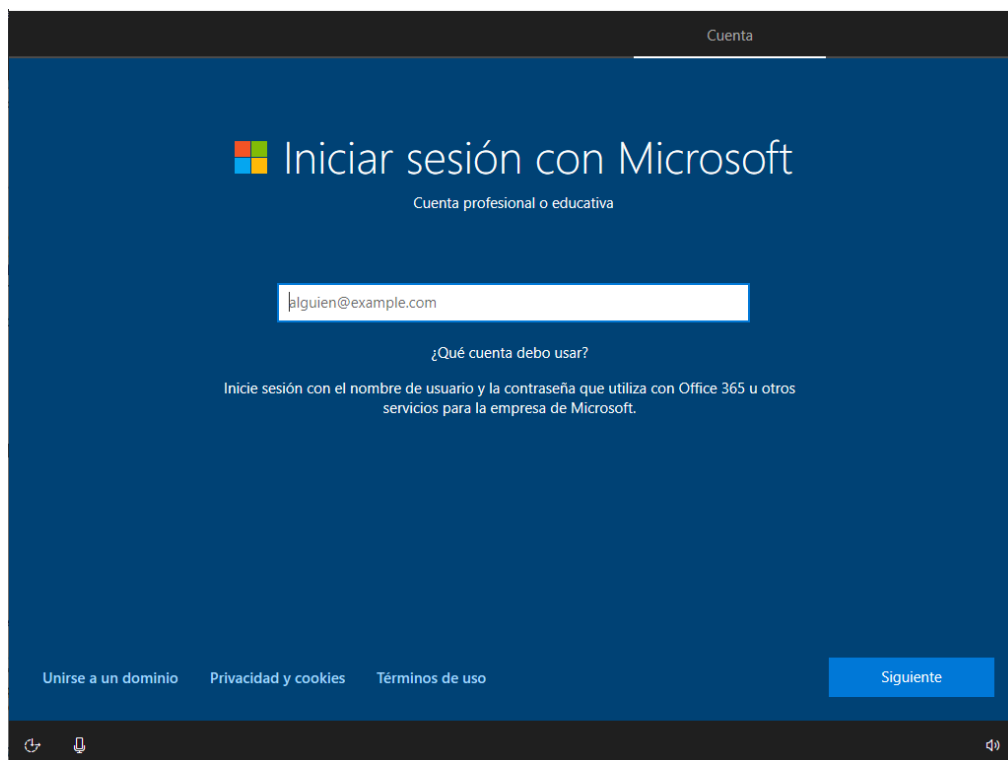 Cuenta
Iniciar sesión con Microsoft
Cuenta profesional o educativa
alguien@example.com
¿Qué cuenta debo usar?
Inicie sesión con el nombre de usuario y la contraseña que utiliza con Office 365 u otros
servicios para la empresa de Microsoft.
Unirse a un dominio Privacidad y cookies Términos de uso Siguiente